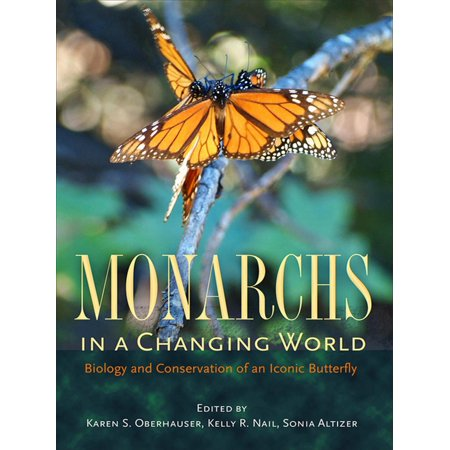 MONARCHS
IN A CHANGING WORLD
Biology and Conservation of an Iconic Butterfly
EDITED BY
KAREN S. OBERHAUSER, KELLY R. NAIL, SONIA ALTIZER